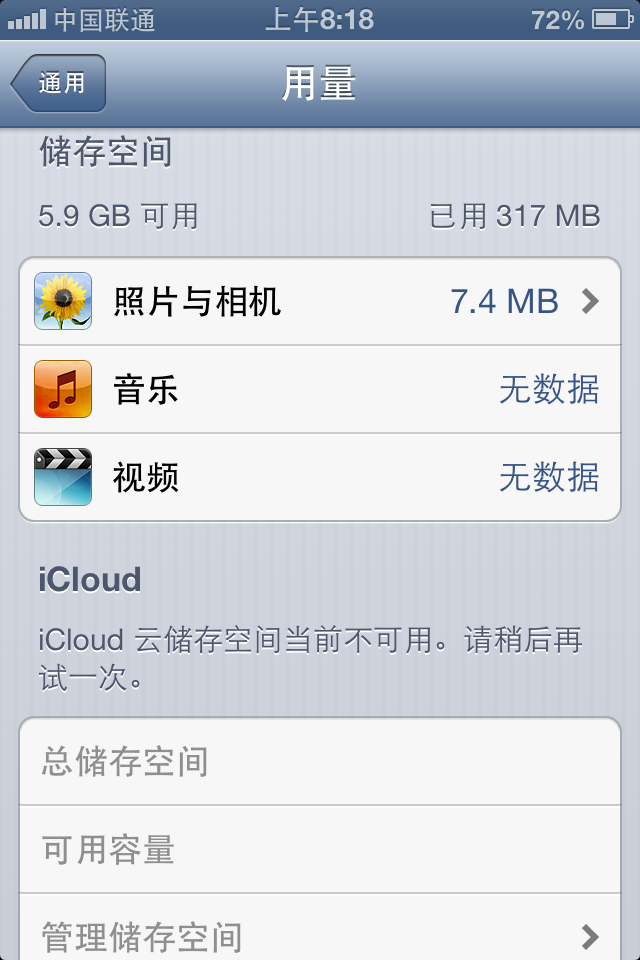 中国联通 上午8:18 72%
通用 用量
储存空间
5.9 GB 可用 已用 317 MB
照片与相机 7.4 MB
音乐 无数据
视频 无数据
iCloud
iCloud 云储存空间当前不可用。请稍后再
试一次。
总储存空间
可用容量
管理储存空间